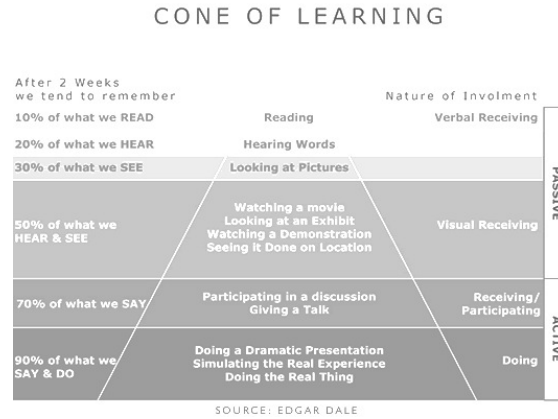 CONE OF LEARNING
After 2 Weeks
we tend to remember
Nature of Involment
10% of what we READ
Reading
Verbal Receiving
20% of what we HEAR
Hearing Words
30% of what we SEE
Looking at Pictures
50% of what we
HEAR & SEE
Watching a movie
Looking at an Exhibit
Watching a Demonstration
Seeing it Done on Location
Visual Receiving
PASSIVE
70% of what we SAY
Participating in a discussion
Giving a Talk
Receiving/
Participating
90% of what we
SAY & DO
Doing a Dramatic Presentation
Simulating the Real Experience
Doing the Real Thing
Doing
ACTIVE
SOURCE: EDGAR DALE